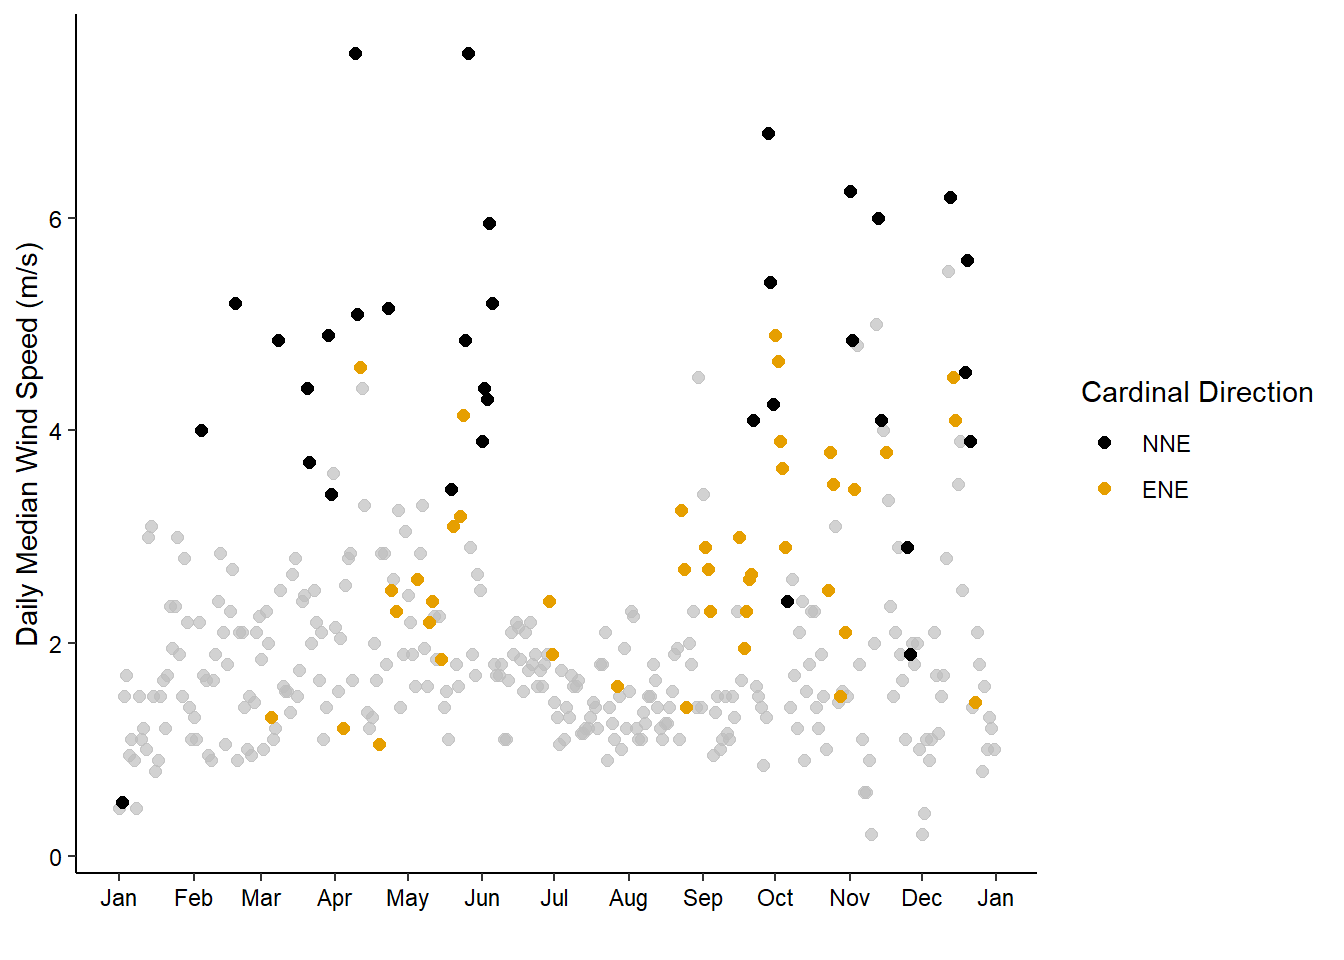 Daily Median Wind Speed (m/s)
6
4
2
0
Jan Feb Mar Apr May Jun Jul Aug Sep Oct Nov Dec Jan
Cardinal Direction
NNE
ENE